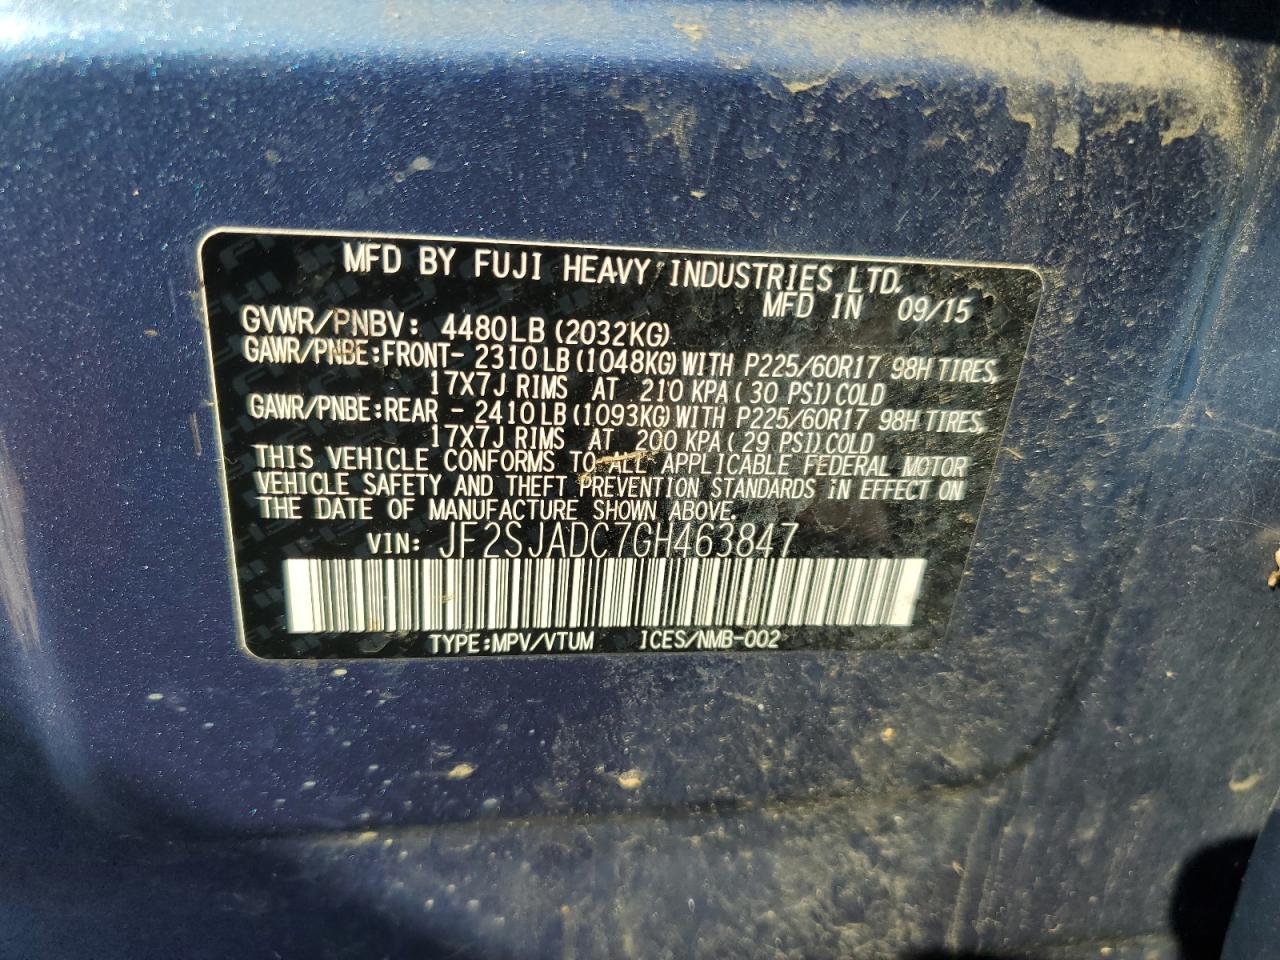 MFD BY FUJI HEAVY INDUSTRIES LTD.
MFD IN 09/15
GVWR/PNBV: 4480LB (2032KG)
GAWR/PNBE:FRONT- 2310LB (1048KG) WITH P225/60R17 98H TIRES,
17X7J RIMS AT 210 KPA (30 PSI) COLD
GAWR/PNBE:REAR - 2410LB (1093KG) WITH P225/60R17 98H TIRES,
17X7J RIMS AT 200 KPA (29 PSI) COLD
THIS VEHICLE CONFORMS TO ALL APPLICABLE FEDERAL MOTOR
VEHICLE SAFETY AND THEFT PREVENTION STANDARDS IN EFFECT ON
THE DATE OF MANUFACTURE SHOWN ABOVE.
VIN: JF2SJADC7GH463847
TYPE:MPV/VTUM ICES/NMB-002